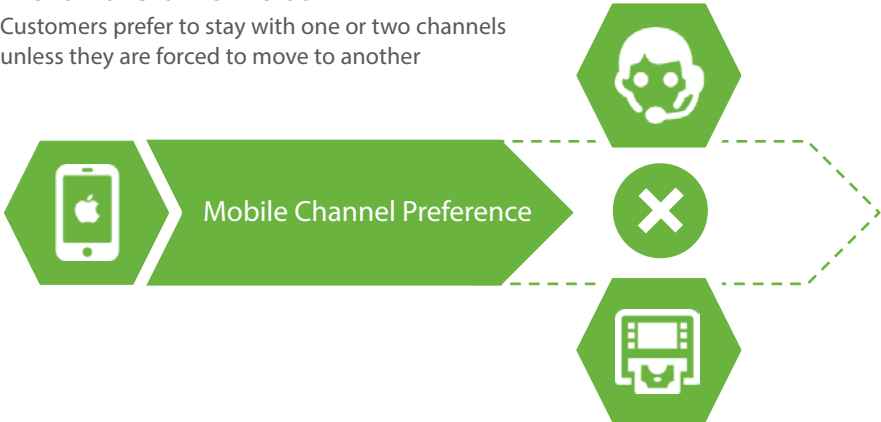 Customers prefer to stay with one or two channels
unless they are forced to move to another
Mobile Channel Preference